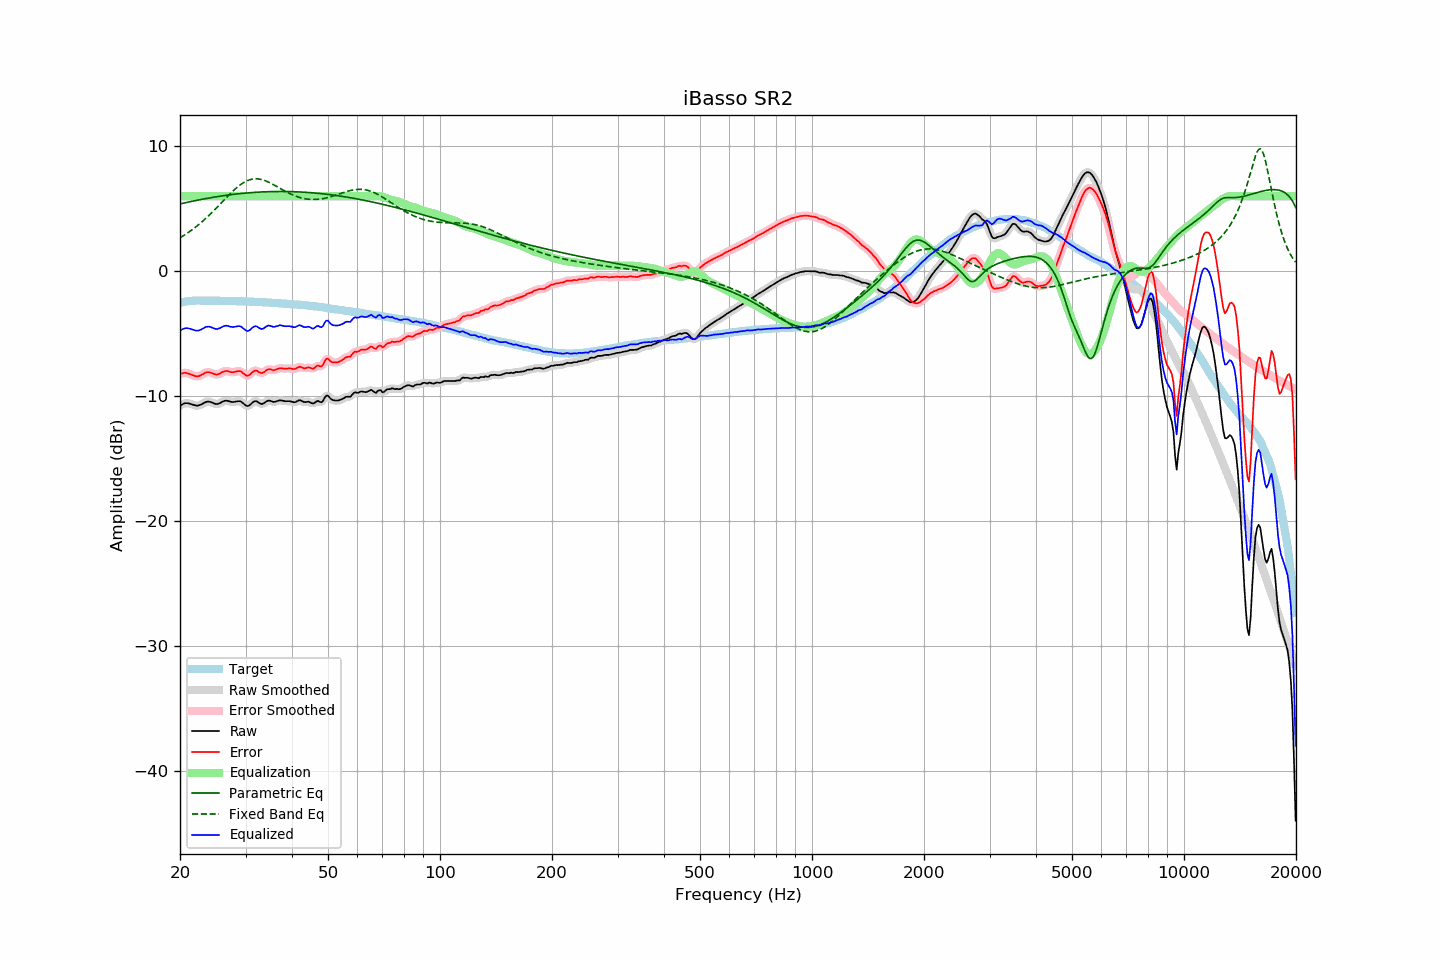 iBasso SR2
Amplitude (dBr)
10
0
−10
−20
−30
−40
Target
Raw Smoothed
Error Smoothed
Raw
Error
Equalization
Parametric Eq
Fixed Band Eq
Equalized
20 50 100 200 500 1000 2000 5000 10000 20000
Frequency (Hz)